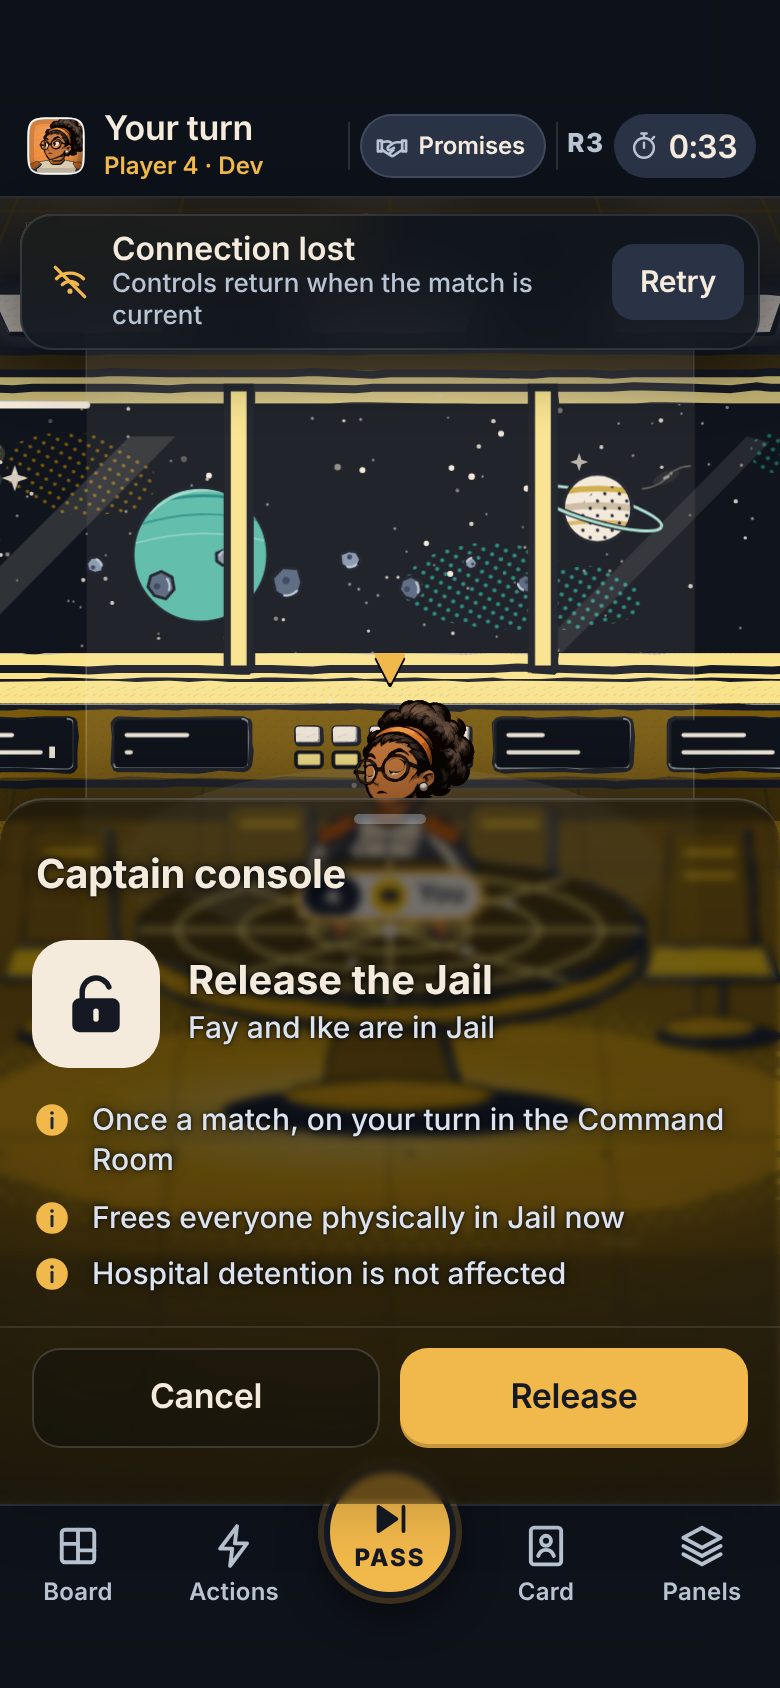 Your turn
Player 4 · Dev
Promises
R3
0:33
Connection lost
Controls return when the match is
current
Retry
You
Captain console
Release the Jail
Fay and Ike are in Jail
Once a match, on your turn in the Command
Room
Frees everyone physically in Jail now
Hospital detention is not affected
Cancel
Release
PASS
Board
Actions
Card
Panels